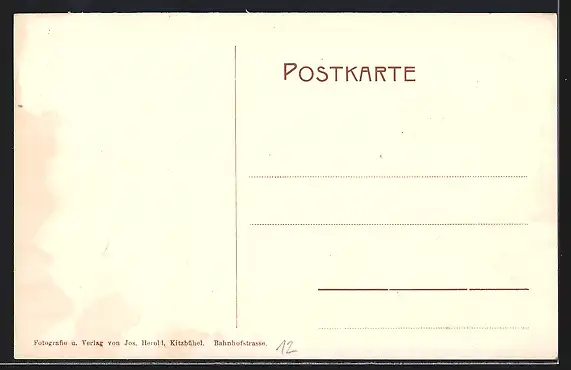 POSTKARTE
Fotografie u. Verlag von Jos. Herold, Kitzbühel. Bahnhofstrasse. 12